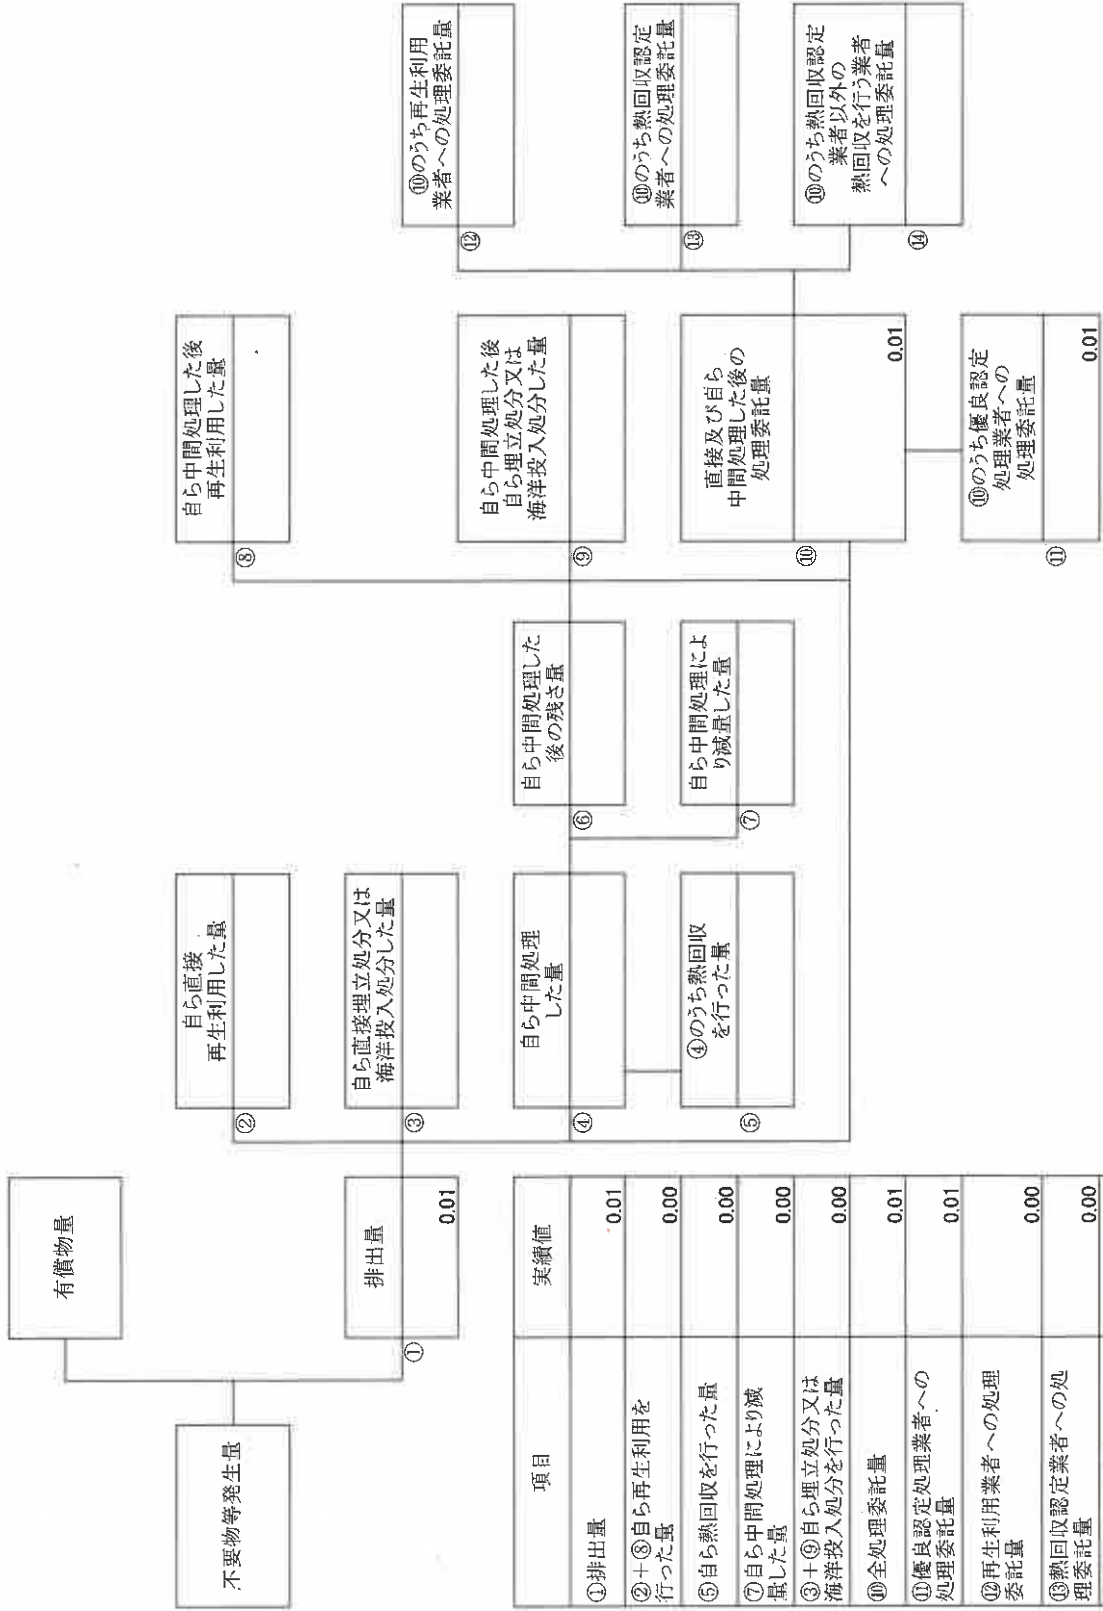 不要物等発生量
有償物量
排出量
①
0.01
自ら直接
再生利用した量
②
自ら直接埋立処分又は
海洋投入処分した量
③
自ら中間処理
した量
④
④のうち熱回収
を行った量
⑤
自ら中間処理した
後の残さ量
⑥
自ら中間処理によ
り減量した量
⑦
自ら中間処理した後
再生利用した量
⑧
自ら中間処理した後
自ら埋立処分又は
海洋投入処分した量
⑨
直接及び自ら
中間処理した後の
処理委託量
⑩
0.01
⑩のうち優良認定
処理業者への
処理委託量
⑪
0.01
⑩のうち再生利用
業者への処理委託量
⑫
⑩のうち熱回収認定
業者への処理委託量
⑬
⑩のうち熱回収認定
業者以外の
熱回収を行う業者
への処理委託量
⑭
項目 実績値
①排出量 0.01
②+⑧自ら再生利用を
行った量 0.00
⑤自ら熱回収を行った量 0.00
⑦自ら中間処理により減
量した量 0.00
③+⑨自ら埋立処分又は
海洋投入処分を行った量 0.00
⑩全処理委託量 0.01
⑪優良認定処理業者への
処理委託量 0.01
⑫再生利用業者への処理
委託量 0.00
⑬熱回収認定業者への処
理委託量 0.00